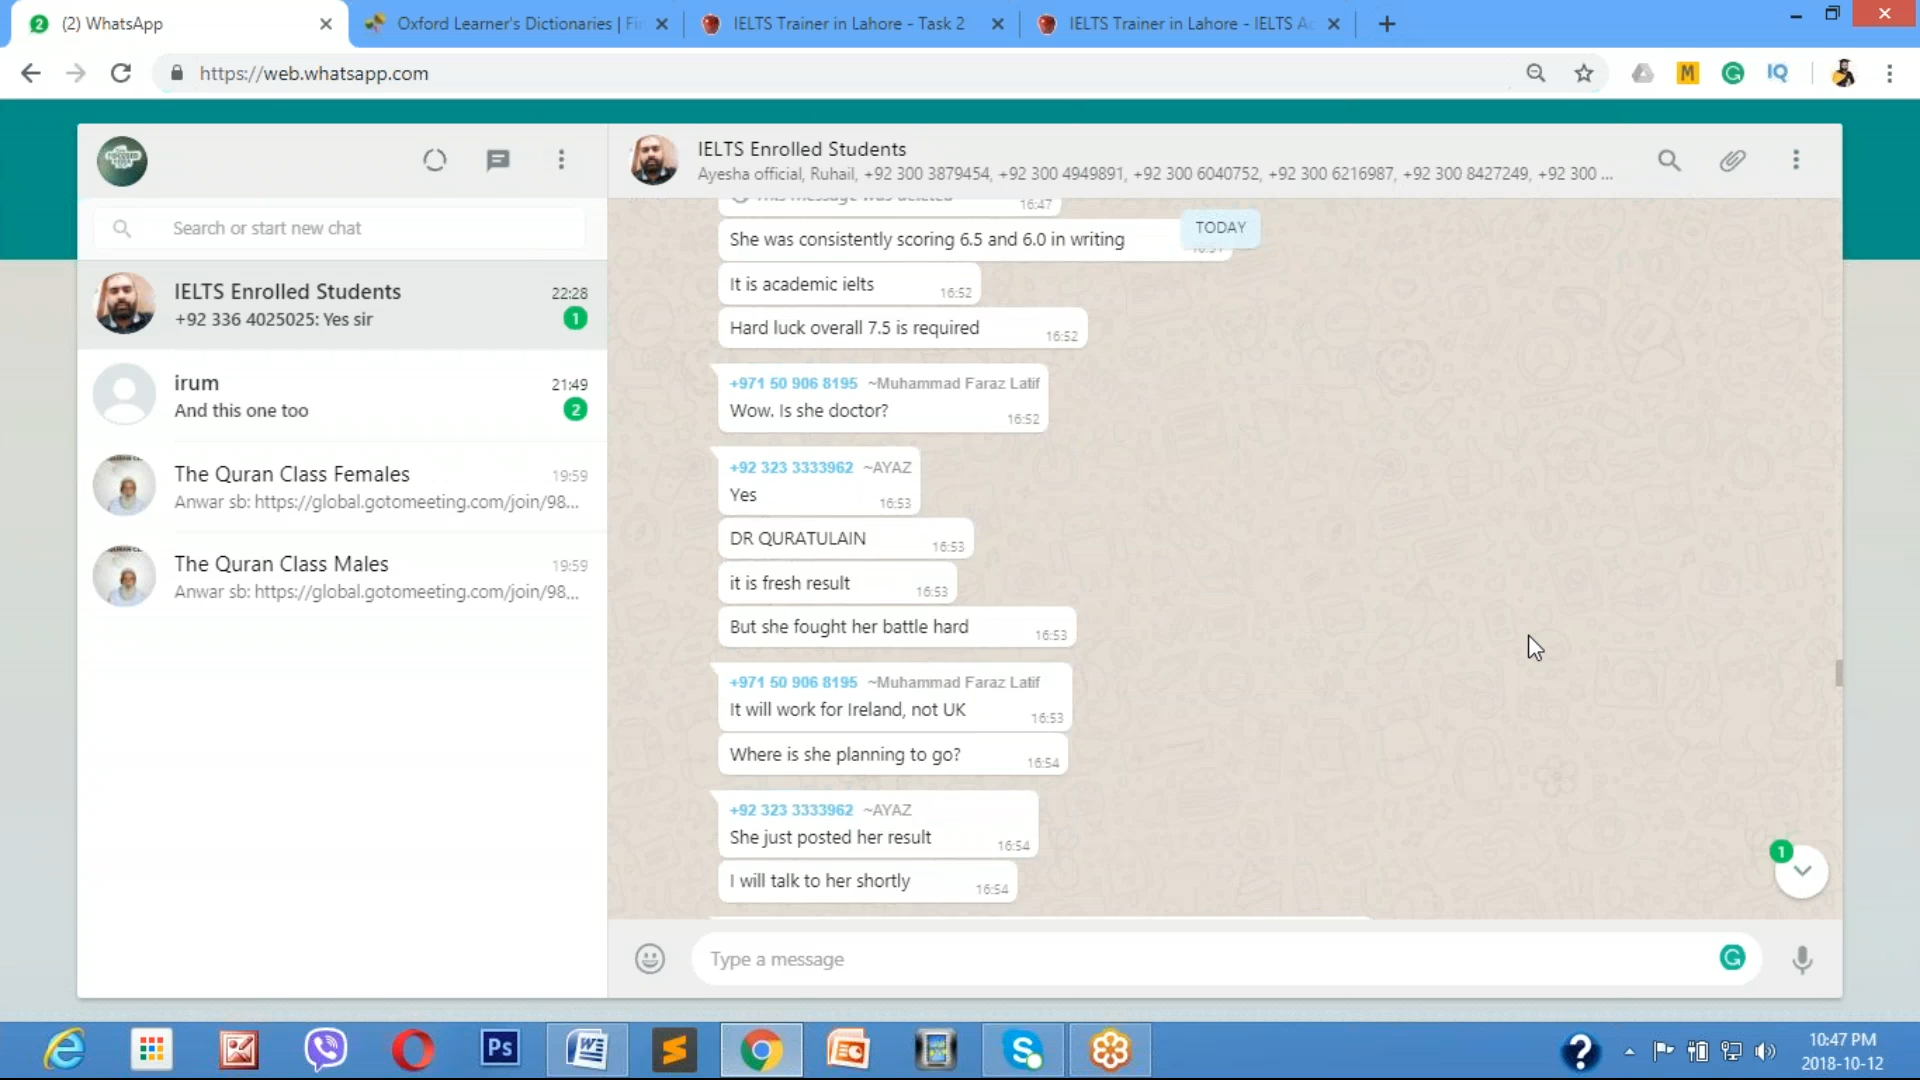 (2) WhatsApp
Oxford Learner's Dictionaries | Fi
IELTS Trainer in Lahore - Task 2
IELTS Trainer in Lahore - IELTS A
https://web.whatsapp.com
IELTS Enrolled Students
Ayesha official, Ruhail, +92 300 3879454, +92 300 4949891, +92 300 6040752, +92 300 6216987, +92 300 8427249, +92 300 ...
Search or start new chat
IELTS Enrolled Students 22:28
+92 336 4025025: Yes sir 1
irum 21:49
And this one too 2
The Quran Class Females 19:59
Anwar sb: https://global.gotomeeting.com/join/98...
The Quran Class Males 19:59
Anwar sb: https://global.gotomeeting.com/join/98...
This message was deleted 16:47
TODAY
She was consistently scoring 6.5 and 6.0 in writing
It is academic ielts 16:52
Hard luck overall 7.5 is required 16:52
+971 50 906 8195 ~Muhammad Faraz Latif
Wow. Is she doctor? 16:52
+92 323 3333962 ~AYAZ
Yes 16:53
DR QURATULAIN 16:53
it is fresh result 16:53
But she fought her battle hard 16:53
+971 50 906 8195 ~Muhammad Faraz Latif
It will work for Ireland, not UK 16:53
Where is she planning to go? 16:54
+92 323 3333962 ~AYAZ
She just posted her result 16:54
I will talk to her shortly 16:54
1
Type a message
Ps
10:47 PM
2018-10-12